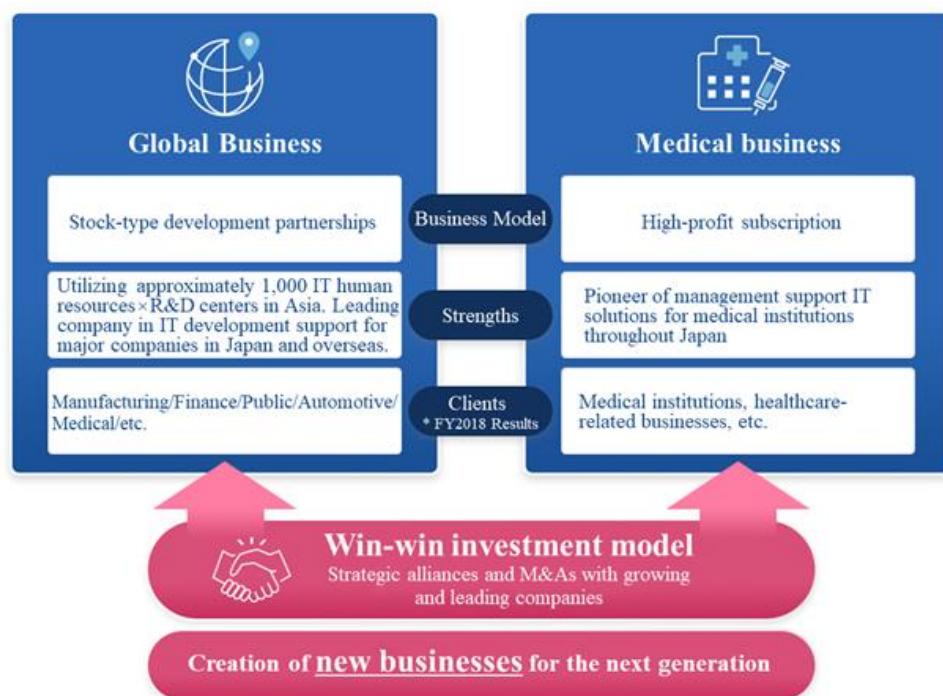 Global Business
Stock-type development partnerships
Utilizing approximately 1,000 IT human
resources×R&D centers in Asia. Leading
company in IT development support for
major companies in Japan and overseas.
Manufacturing/Finance/Public/Automotive/
Medical/etc.
Business Model
Strengths
Clients
* FY2018 Results
Medical business
High-profit subscription
Pioneer of management support IT
solutions for medical institutions
throughout Japan
Medical institutions, healthcare-
related businesses, etc.
Win-win investment model
Strategic alliances and M&As with growing
and leading companies
Creation of new businesses for the next generation